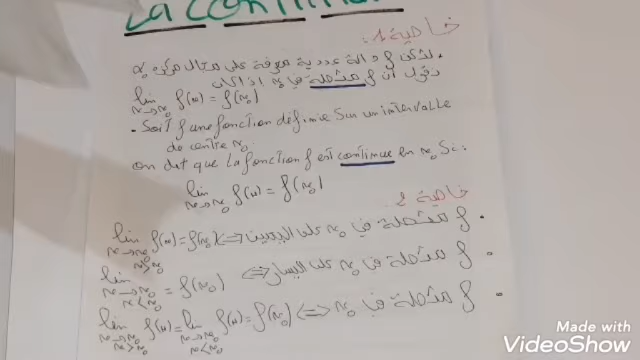 La continui
خاصية 1:
• لتكن f دالة عددية معرفة على مجال مركزه x₀
نقول أن f متصلة في x₀ إذا كان
lim f(x) = f(x₀)
x→x₀
• Soit f une fonction définie sur un intervalle
de centre x₀
on dit que la fonction f est continue en x₀ si:
lim f(x) = f(x₀)
x→x₀
خاصية 2
• f متصلة في x₀ على اليمين ⇔ lim f(x) = f(x₀)
x→x₀
x>x₀
• f متصلة في x₀ على اليسار ⇔ lim = f(x₀)
x→x₀
x<x₀
• f متصلة في x₀ ⇔ lim f(x) = lim f(x) = f(x₀)
x→x₀ x→x₀
x>x₀ x<x₀
Made with
VideoShow